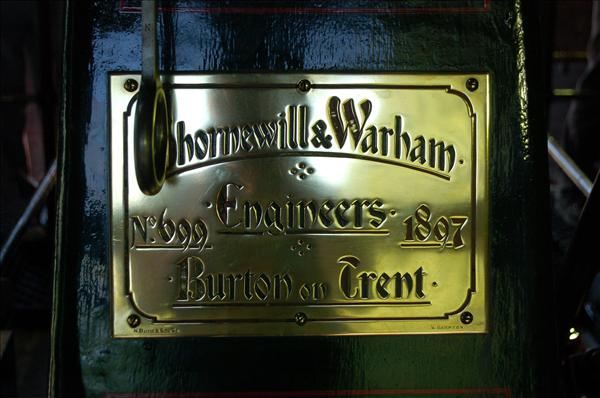 Thornewill & Warham.
· Engineers ·
No. 699 1897
· Burton on Trent ·